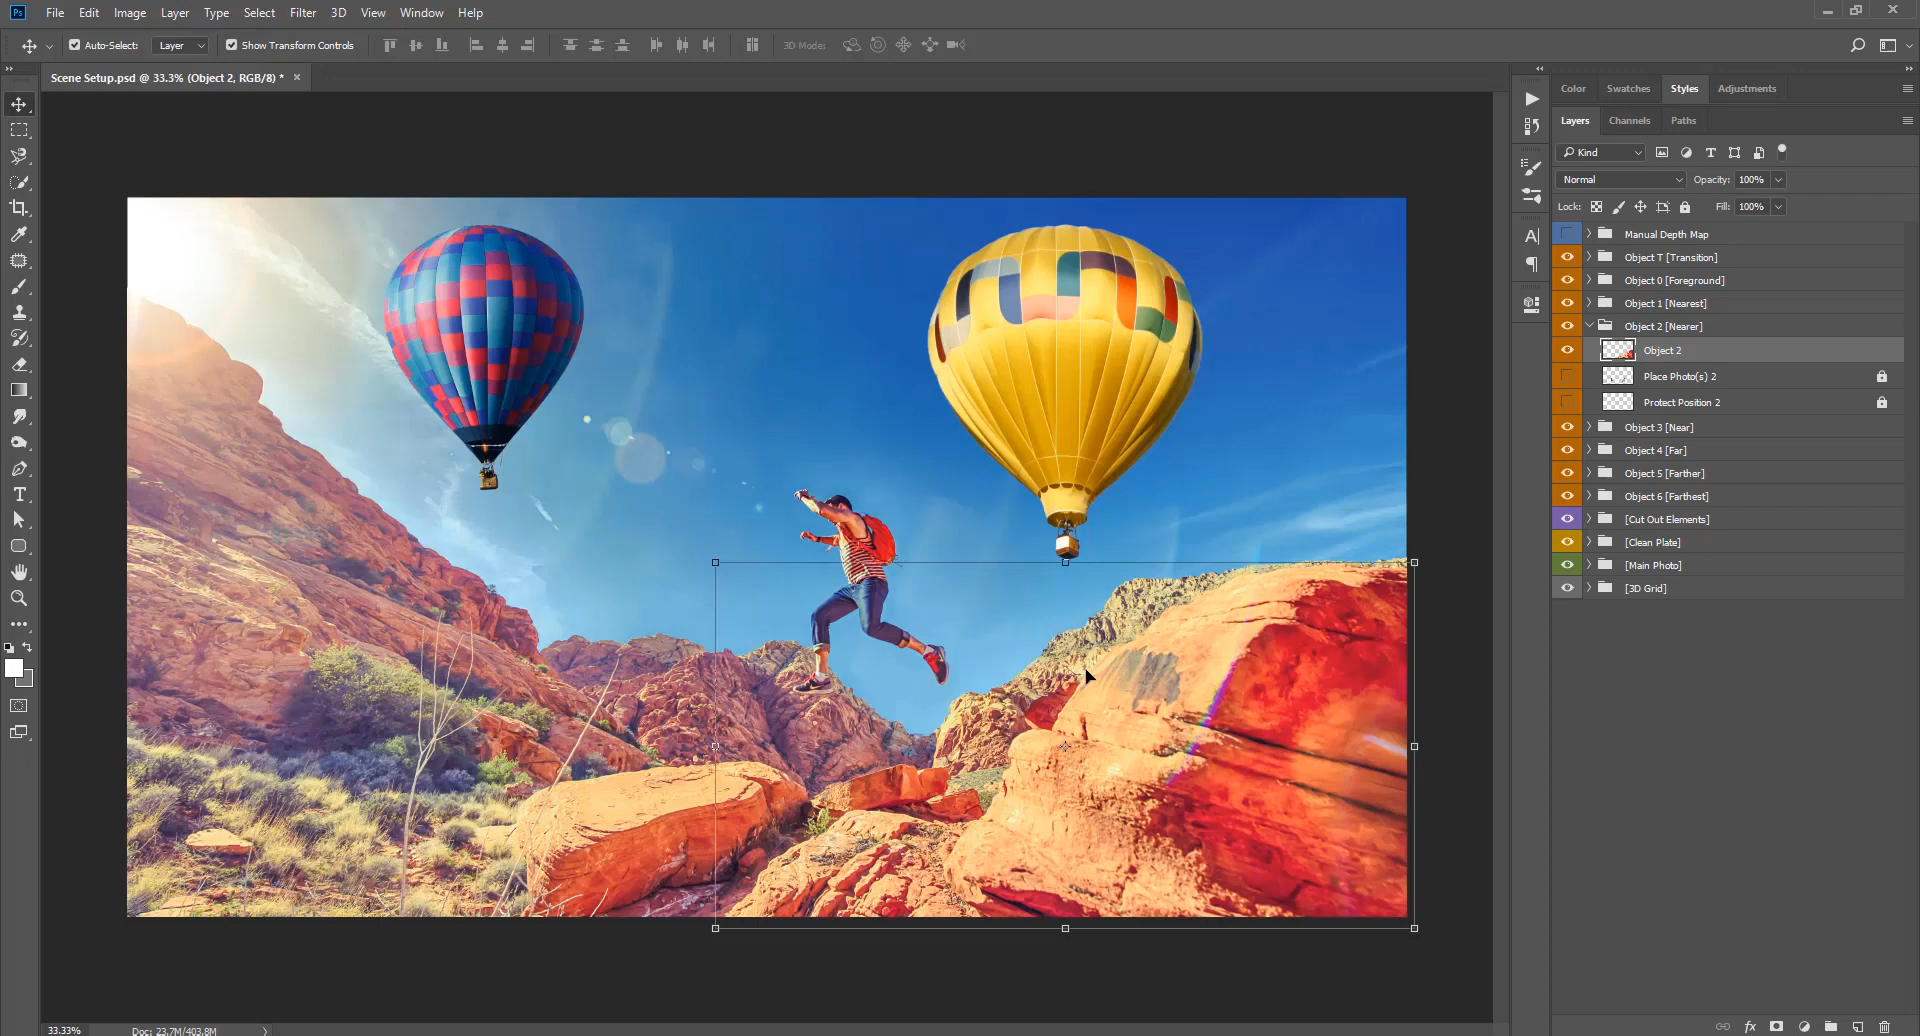 Ps File Edit Image Layer Type Select Filter 3D View Window Help
Auto-Select: Layer Show Transform Controls 3D Mode:
Scene Setup.psd @ 33.3% (Object 2, RGB/8) * ×
Color Swatches Styles Adjustments
Layers Channels Paths
Kind
Normal Opacity: 100%
Lock: Fill: 100%
Manual Depth Map
Object T [Transition]
Object 0 [Foreground]
Object 1 [Nearest]
Object 2 [Nearer]
Object 2
Place Photo(s) 2
Protect Position 2
Object 3 [Near]
Object 4 [Far]
Object 5 [Farther]
Object 6 [Farthest]
[Cut Out Elements]
[Clean Plate]
[Main Photo]
[3D Grid]
33.33% Doc: 23.7M/403.8M
fx